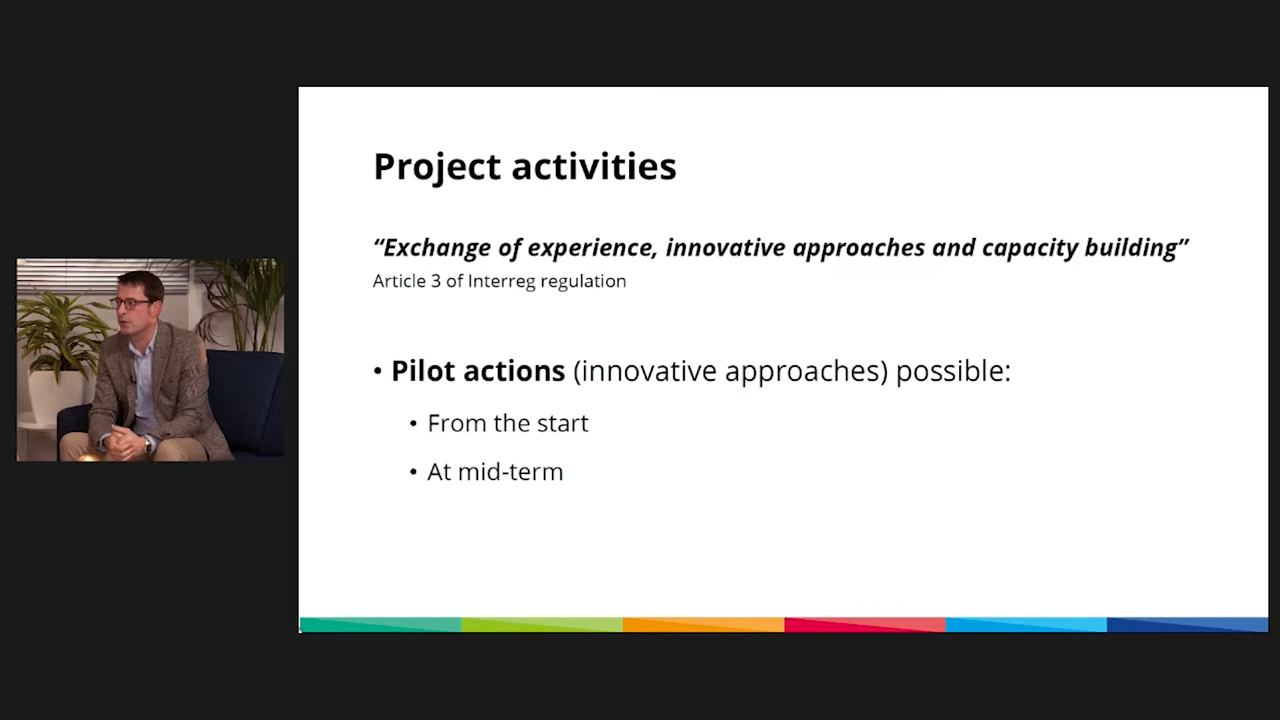 Project activities
“Exchange of experience, innovative approaches and capacity building”
Article 3 of Interreg regulation
• Pilot actions (innovative approaches) possible:
• From the start
• At mid-term